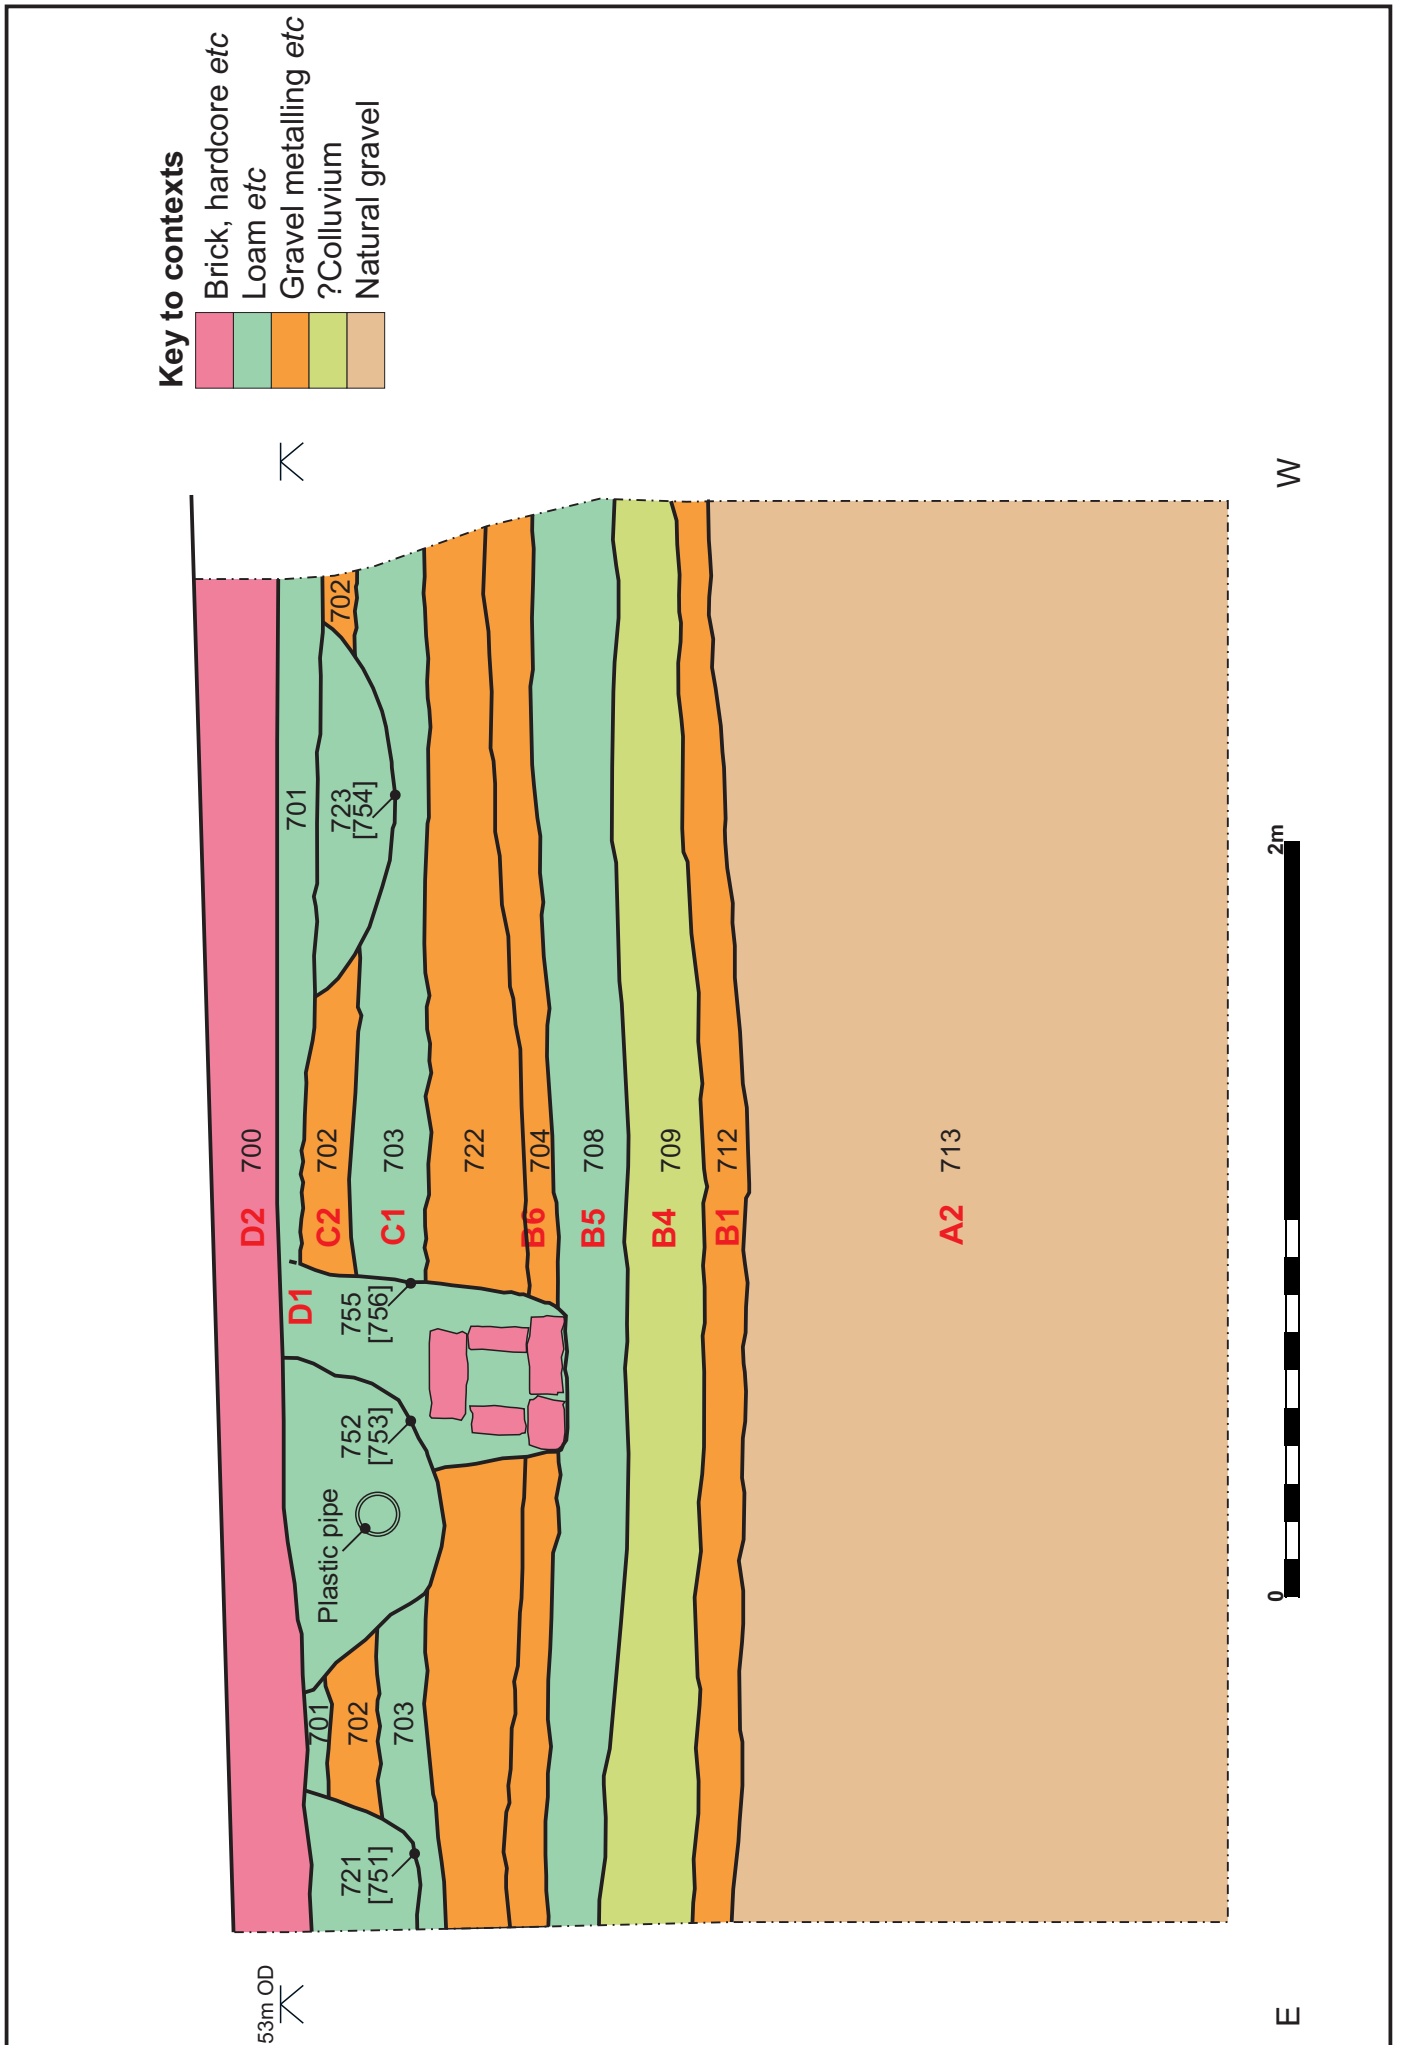 Key to contexts
Brick, hardcore etc
Loam etc
Gravel metalling etc
?Colluvium
Natural gravel
53m OD
D2 700
D1
701
701
702
C2 702
702
723
[754]
755
[756]
752
[753]
Plastic pipe
721
[751]
703
C1 703
722
B6 704
B5 708
B4 709
B1 712
A2 713
0
2m
E
W